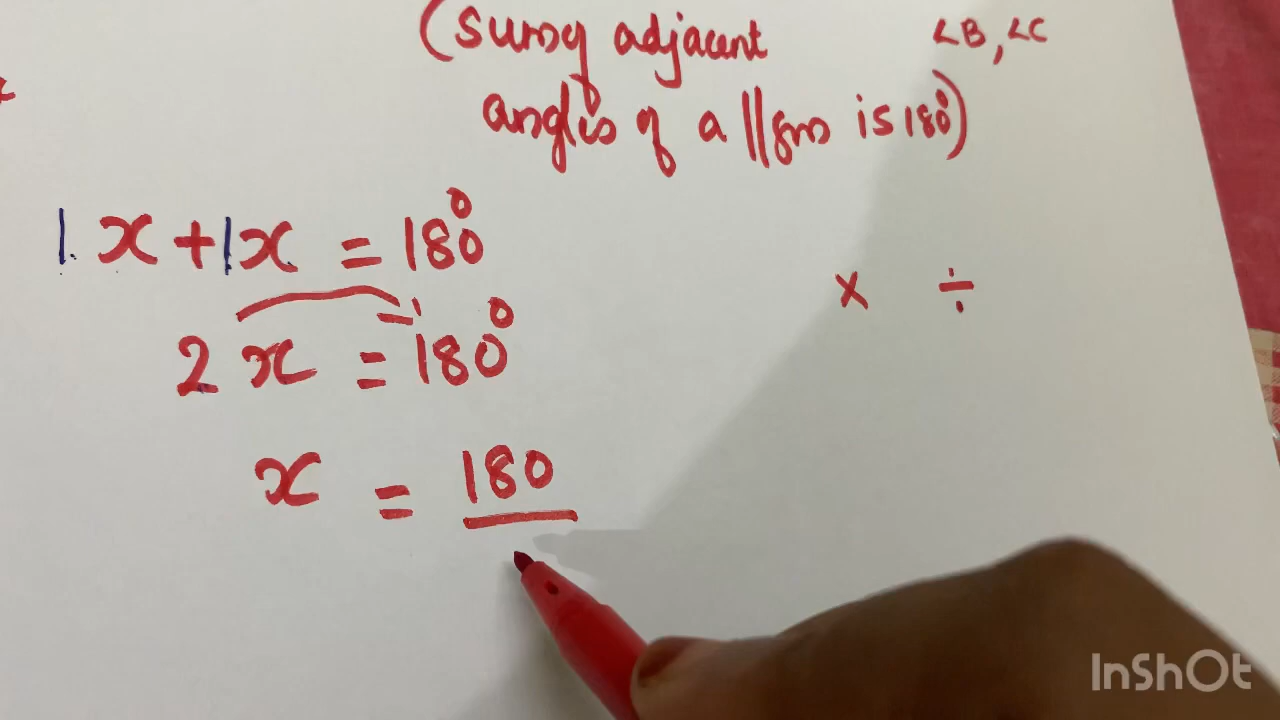 (Sum of adjacent
∠B, ∠C
angles of a ||gm is 180°)
1. x + 1x = 180°
× ÷
2x = 180°
x = 180
InShOt